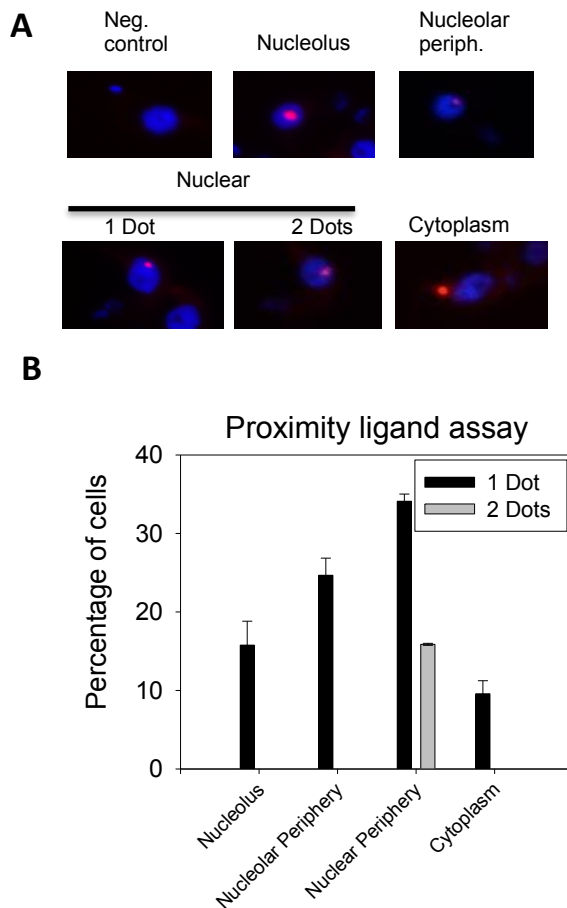 A
Neg.
control
Nucleolus
Nucleolar
periph.
Nuclear
1 Dot
2 Dots
Cytoplasm
B
Proximity ligand assay
Percentage of cells
40
30
20
10
0
1 Dot
2 Dots
Nucleolus
Nucleolar Periphery
Nuclear Periphery
Cytoplasm